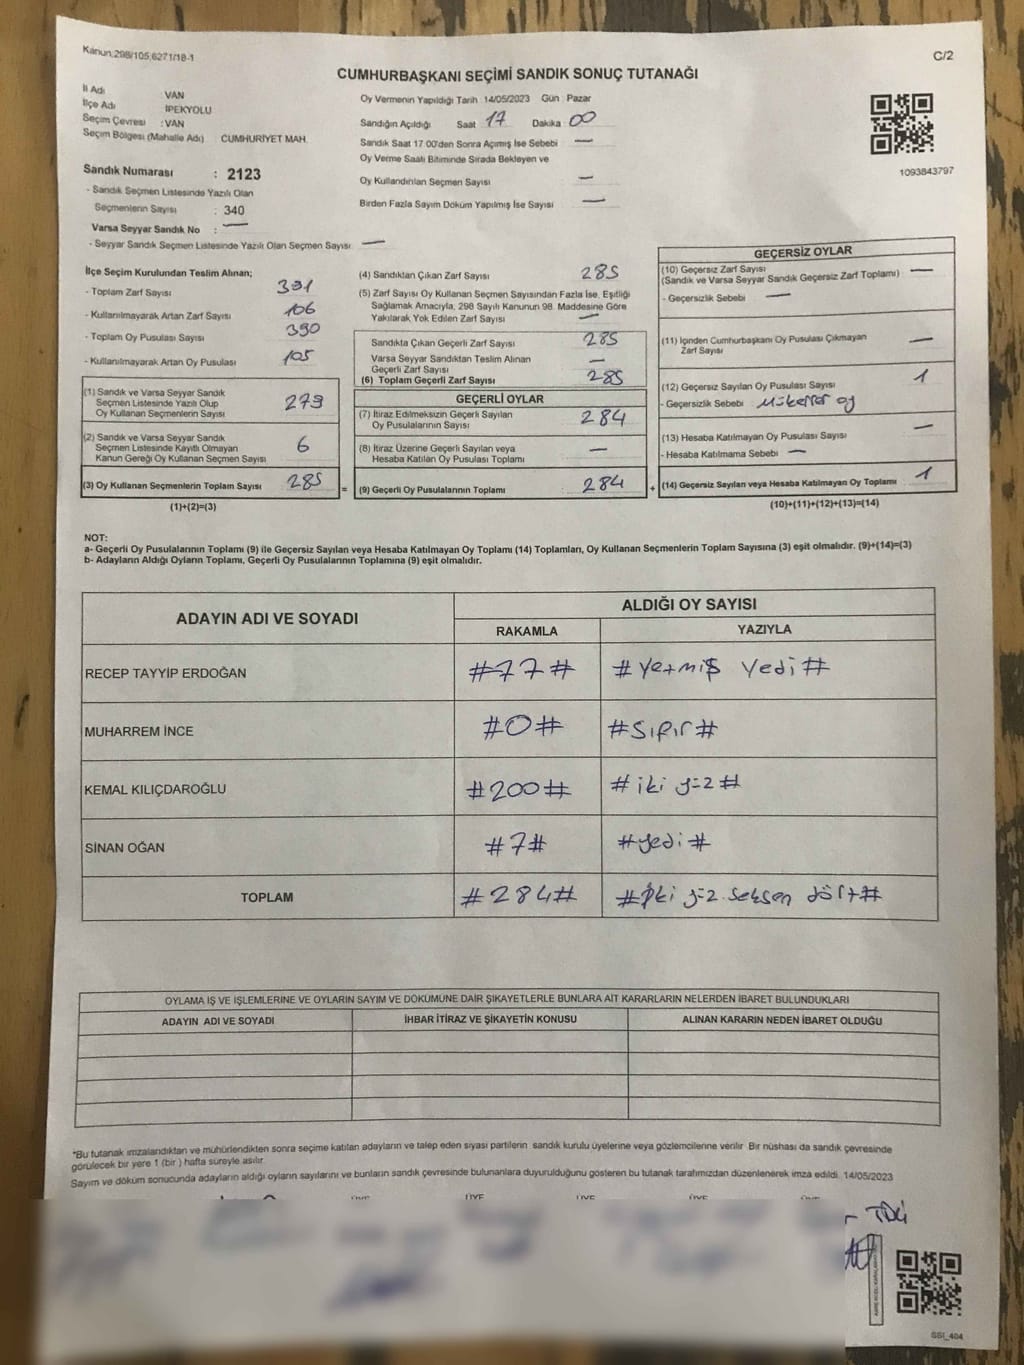 Kanun:298/105;6271/18-1
C/2
CUMHURBAŞKANI SEÇİMİ SANDIK SONUÇ TUTANAĞI
İl Adı : VAN
İlçe Adı İPEKYOLU
Seçim Çevresi : VAN
Seçim Bölgesi (Mahalle Adı) CUMHURİYET MAH.
Sandık Numarası : 2123
- Sandık Seçmen Listesinde Yazılı Olan
Seçmenlerin Sayısı : 340
Varsa Seyyar Sandık No : —
- Seyyar Sandık Seçmen Listesinde Yazılı Olan Seçmen Sayısı: —
Oy Vermenin Yapıldığı Tarih :14/05/2023 Gün : Pazar
Sandığın Açıldığı Saat : 17 Dakika : 00
Sandık Saat 17:00'den Sonra Açımış İse Sebebi : —
Oy Verme Saati Bitiminde Sırada Bekleyen ve
Oy Kullandırılan Seçmen Sayısı : —
Birden Fazla Sayım Döküm Yapılmış İse Sayısı : —
1093843797
İlçe Seçim Kurulundan Teslim Alınan;
- Toplam Zarf Sayısı : 391
- Kullanılmayarak Artan Zarf Sayısı : 106
- Toplam Oy Pusulası Sayısı : 390
- Kullanılmayarak Artan Oy Pusulası : 105
(1) Sandık ve Varsa Seyyar Sandık
Seçmen Listesinde Yazılı Olup
Oy Kullanan Seçmenlerin Sayısı : 279
(2) Sandık ve Varsa Seyyar Sandık
Seçmen Listesinde Kayıtlı Olmayan
Kanun Gereği Oy Kullanan Seçmen Sayısı : 6
(3) Oy Kullanan Seçmenlerin Toplam Sayısı : 285 =
(1)+(2)=(3)
(4) Sandıktan Çıkan Zarf Sayısı : 285
(5) Zarf Sayısı Oy Kullanan Seçmen Sayısından Fazla İse, Eşitliği
Sağlamak Amacıyla, 298 Sayılı Kanunun 98. Maddesine Göre
Yakılarak Yok Edilen Zarf Sayısı : —
Sandıkta Çıkan Geçerli Zarf Sayısı : 285
Varsa Seyyar Sandıktan Teslim Alınan
Geçerli Zarf Sayısı : —
(6) Toplam Geçerli Zarf Sayısı : 285
GEÇERLİ OYLAR
(7) İtiraz Edilmeksizin Geçerli Sayılan
Oy Pusulalarının Sayısı : 284
(8) İtiraz Üzerine Geçerli Sayılan veya
Hesaba Katılan Oy Pusulası Toplamı : —
(9) Geçerli Oy Pusulalarının Toplamı : 284 +
GEÇERSİZ OYLAR
(10) Geçersiz Zarf Sayısı : —
(Sandık ve Varsa Seyyar Sandık Geçersiz Zarf Toplamı)
- Geçersizlik Sebebi : —
(11) İçinden Cumhurbaşkanı Oy Pusulası Çıkmayan
Zarf Sayısı : —
(12) Geçersiz Sayılan Oy Pusulası Sayısı : 1
- Geçersizlik Sebebi : Mükerrer oy
(13) Hesaba Katılmayan Oy Pusulası Sayısı : —
- Hesaba Katılmama Sebebi : —
(14) Geçersiz Sayılan veya Hesaba Katılmayan Oy Toplamı : 1
(10)+(11)+(12)+(13)=(14)
NOT:
a- Geçerli Oy Pusulalarının Toplamı (9) ile Geçersiz Sayılan veya Hesaba Katılmayan Oy Toplamı (14) Toplamları, Oy Kullanan Seçmenlerin Toplam Sayısına (3) eşit olmalıdır. (9)+(14)=(3)
b- Adayların Aldığı Oyların Toplamı, Geçerli Oy Pusulalarının Toplamına (9) eşit olmalıdır.
ADAYIN ADI VE SOYADI ALDIĞI OY SAYISI
RAKAMLA YAZIYLA
RECEP TAYYİP ERDOĞAN #77# #Yetmiş Yedi#
MUHARREM İNCE #0# #Sıfır#
KEMAL KILIÇDAROĞLU #200# #iki yüz#
SİNAN OĞAN #7# #yedi#
TOPLAM #284# #İki yüz seksen dört#
OYLAMA İŞ VE İŞLEMLERİNE VE OYLARIN SAYIM VE DÖKÜMÜNE DAİR ŞİKAYETLERLE BUNLARA AİT KARARLARIN NELERDEN İBARET BULUNDUKLARI
ADAYIN ADI VE SOYADI İHBAR İTİRAZ VE ŞİKAYETİN KONUSU ALINAN KARARIN NEDEN İBARET OLDUĞU
*Bu tutanak imzalandıktan ve mühürlendikten sonra seçime katılan adayların ve talep eden siyasi partilerin sandık kurulu üyelerine veya gözlemcilerine verilir. Bir nüshası da sandık çevresinde
görülecek bir yere 1 (bir ) hafta süreyle asılır.
Sayım ve döküm sonucunda adayların aldığı oyların sayılarını ve bunların sandık çevresinde bulunanlara duyurulduğunu gösteren bu tutanak tarafımızdan düzenlenerek imza edildi. 14/05/2023
ÜYE ÜYE ÜYE ÜYE ÜYE
SSI_404